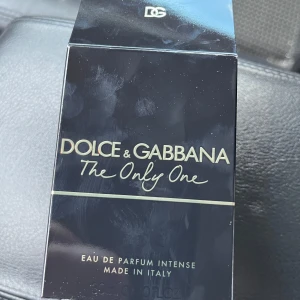 DG
DOLCE & GABBANA
The Only One
EAU DE PARFUM INTENSE
MADE IN ITALY